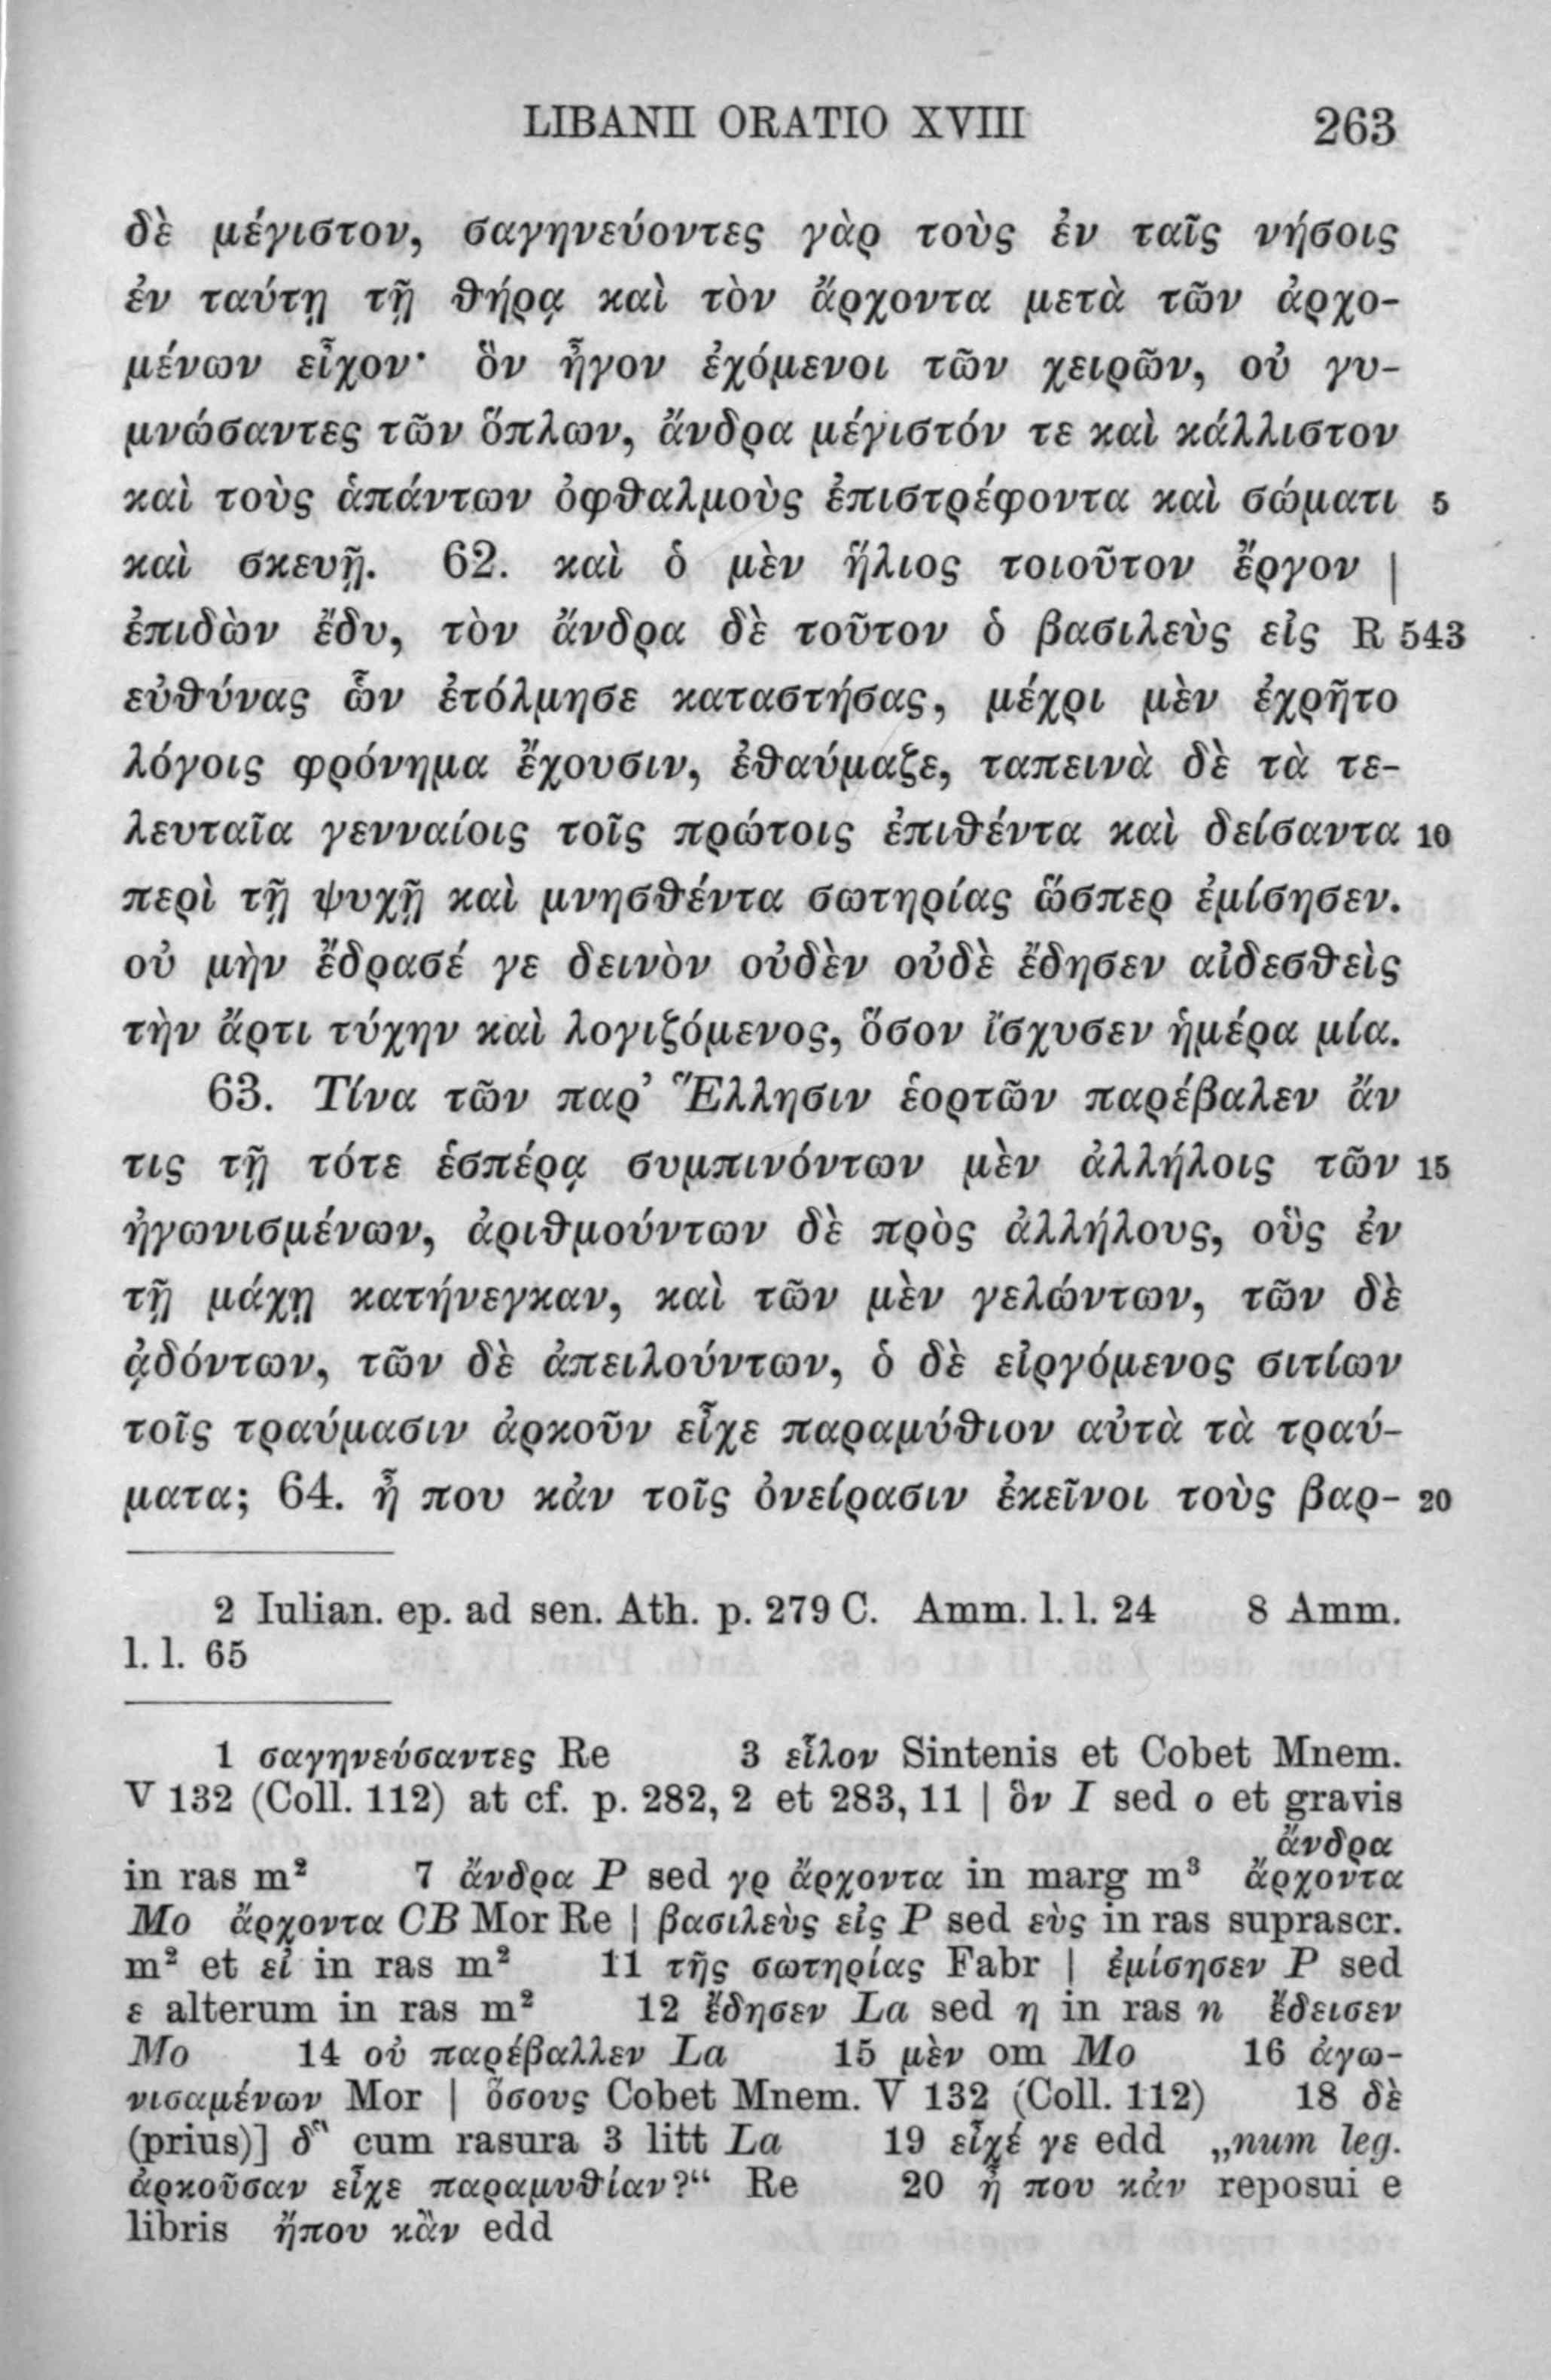 LIBANII ORATIO XVIII 263
δὲ μέγιστον, σαγηνεύοντες γὰρ τοὺς ἐν ταῖς νήσοις
ἐν ταύτῃ τῇ θήρᾳ καὶ τὸν ἄρχοντα μετὰ τῶν ἀρχο-
μένων εἶχον· ὃν ἦγον ἐχόμενοι τῶν χειρῶν, οὐ γυ-
μνώσαντες τῶν ὅπλων, ἄνδρα μέγιστόν τε καὶ κάλλιστον
καὶ τοὺς ἁπάντων ὀφθαλμοὺς ἐπιστρέφοντα καὶ σώματι 5
καὶ σκευῇ. 62. καὶ ὁ μὲν ἥλιος τοιοῦτον ἔργον |
ἐπιδὼν ἔδυ, τὸν ἄνδρα δὲ τοῦτον ὁ βασιλεὺς εἰς R 543
εὐθύνας ὧν ἐτόλμησε καταστήσας, μέχρι μὲν ἐχρῆτο
λόγοις φρόνημα ἔχουσιν, ἐθαύμαζε, ταπεινὰ δὲ τὰ τε-
λευταῖα γενναίοις τοῖς πρώτοις ἐπιθέντα καὶ δείσαντα 10
περὶ τῇ ψυχῇ καὶ μνησθέντα σωτηρίας ὥσπερ ἐμίσησεν.
οὐ μὴν ἔδρασέ γε δεινὸν οὐδὲν οὐδὲ ἔδησεν αἰδεσθεὶς
τὴν ἄρτι τύχην καὶ λογιζόμενος, ὅσον ἴσχυσεν ἡμέρα μία.
63. Τίνα τῶν παρ’ Ἕλλησιν ἑορτῶν παρέβαλεν ἄν
τις τῇ τότε ἑσπέρᾳ συμπινόντων μὲν ἀλλήλοις τῶν 15
ἠγωνισμένων, ἀριθμούντων δὲ πρὸς ἀλλήλους, οὓς ἐν
τῇ μάχῃ κατήνεγκαν, καὶ τῶν μὲν γελώντων, τῶν δὲ
ᾀδόντων, τῶν δὲ ἀπειλούντων, ὁ δὲ εἰργόμενος σιτίων
τοῖς τραύμασιν ἀρκοῦν εἶχε παραμύθιον αὐτὰ τὰ τραύ-
ματα; 64. ἦ που κἀν τοῖς ὀνείρασιν ἐκεῖνοι τοὺς βαρ- 20
2 Iulian. ep. ad sen. Ath. p. 279 C. Amm. l. l. 24 8 Amm.
l. l. 65
1 σαγηνεύσαντες Re 3 εἷλον Sintenis et Cobet Mnem.
V 132 (Coll. 112) at cf. p. 282, 2 et 283, 11 | ὃν I sed ο et gravis
ἄνδρα
in ras m² 7 ἄνδρα P sed γρ ἄρχοντα in marg m³ ἄρχοντα
Mo ἄρχοντα CB Mor Re | βασιλεὺς εἰς P sed εὺς in ras suprascr.
m² et εἰ in ras m² 11 τῆς σωτηρίας Fabr | ἐμίσησεν P sed
ε alterum in ras m² 12 ἔδησεν La sed η in ras n ἔδεισεν
Mo 14 οὐ παρέβαλλεν La 15 μὲν om Mo 16 ἀγω-
νισαμένων Mor | ὅσους Cobet Mnem. V 132 (Coll. 112) 18 δὲ
(prius)] δ“ cum rasura 3 litt La 19 εἶχέ γε edd „num leg.
ἀρκοῦσαν εἶχε παραμυθίαν?“ Re 20 ἦ που κἀν reposui e
libris ἤπου κἂν edd